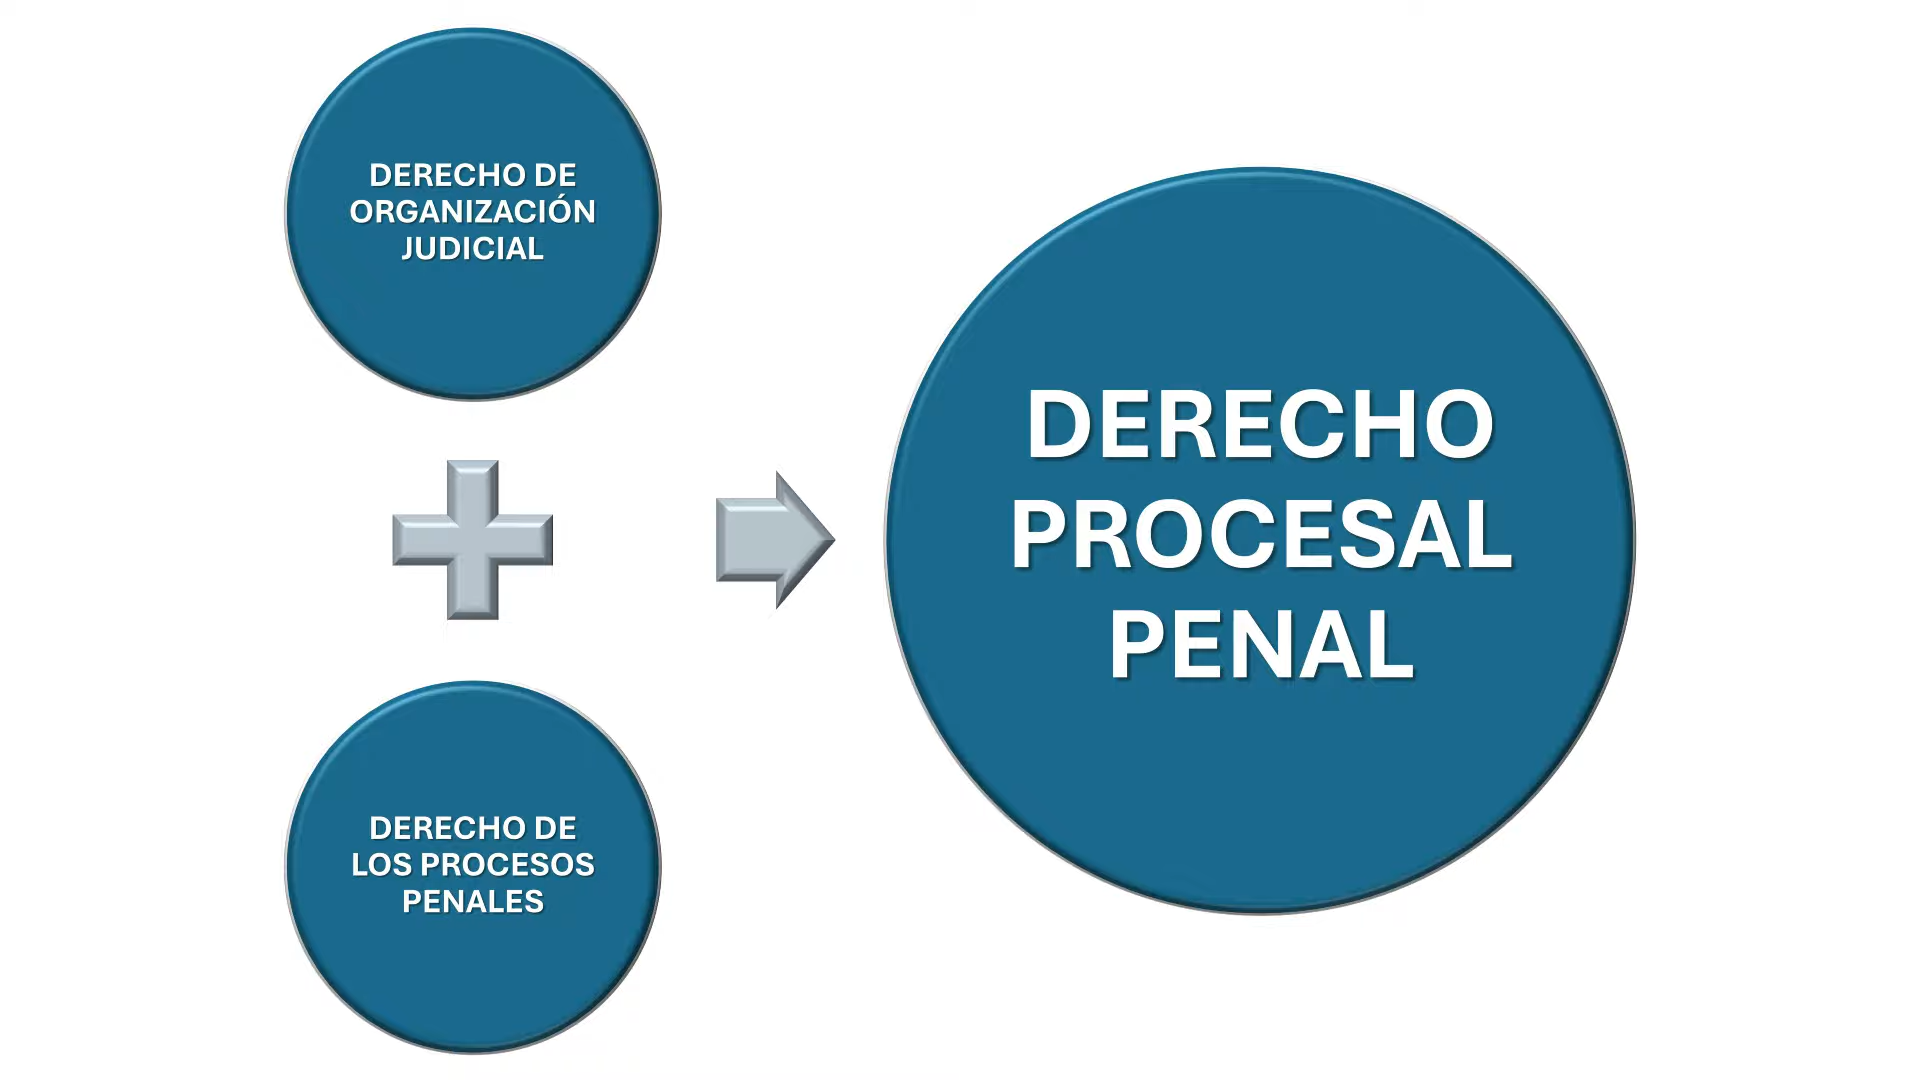 DERECHO DE
ORGANIZACIÓN
JUDICIAL
DERECHO DE
LOS PROCESOS
PENALES
DERECHO
PROCESAL
PENAL